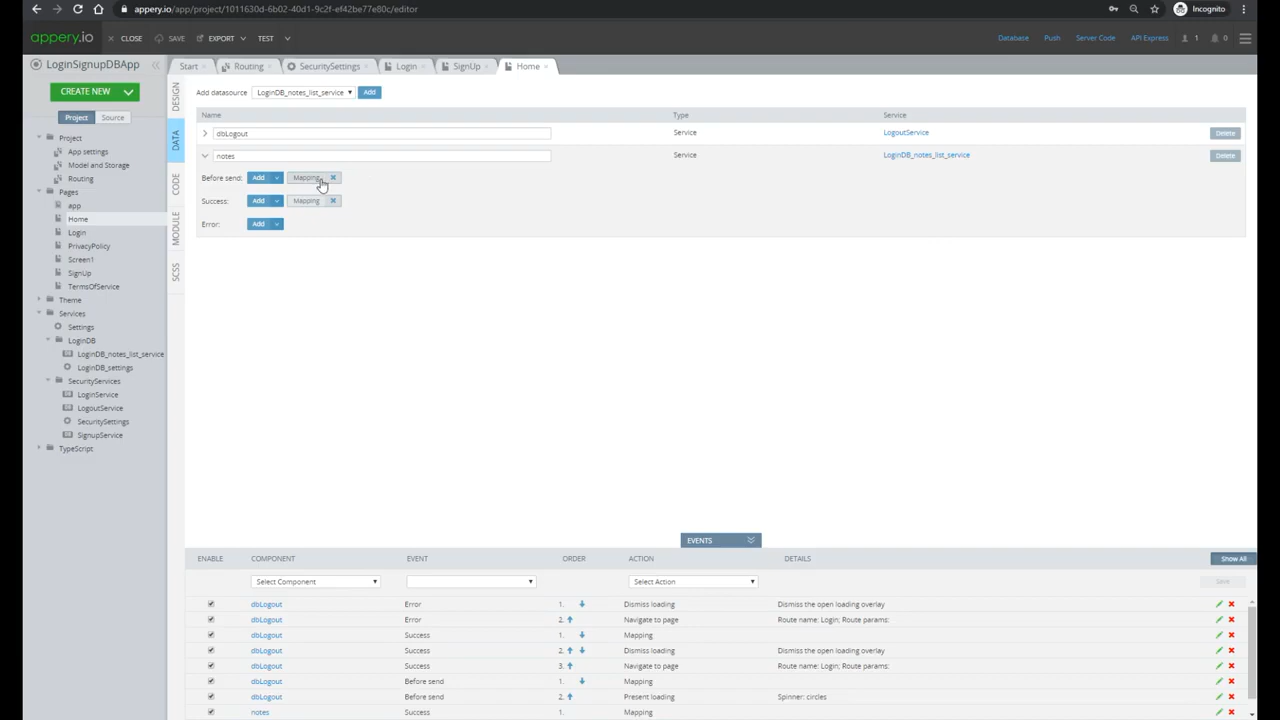 appery.io/app/project/1011630d-6b02-40d1-9c2f-ef42be77e80c/editor
Incognito
appery.io
CLOSE
SAVE
EXPORT
TEST
Database
Push
Server Code
API Express
1
0
LoginSignupDBApp
Start
Routing
SecuritySettings
Login
SignUp
Home
CREATE NEW
Project
Source
Project
App settings
Model and Storage
Routing
Pages
app
Home
Login
PrivacyPolicy
Screen1
SignUp
TermsOfService
Theme
Services
Settings
LoginDB
LoginDB_notes_list_service
LoginDB_settings
SecurityServices
LoginService
LogoutService
SecuritySettings
SignupService
TypeScript
DESIGN
DATA
CODE
MODULE
SCSS
Add datasource LoginDB_notes_list_service Add
Name Type Service
dbLogout Service LogoutService Delete
notes Service LoginDB_notes_list_service Delete
Before send: Add Mapping
Success: Add Mapping
Error: Add
EVENTS
ENABLE COMPONENT EVENT ORDER ACTION DETAILS Show All
Select Component Select Action Save
dbLogout Error 1. Dismiss loading Dismiss the open loading overlay
dbLogout Error 2. Navigate to page Route name: Login; Route params:
dbLogout Success 1. Mapping
dbLogout Success 2. Dismiss loading Dismiss the open loading overlay
dbLogout Success 3. Navigate to page Route name: Login; Route params:
dbLogout Before send 1. Mapping
dbLogout Before send 2. Present loading Spinner: circles
notes Success 1. Mapping